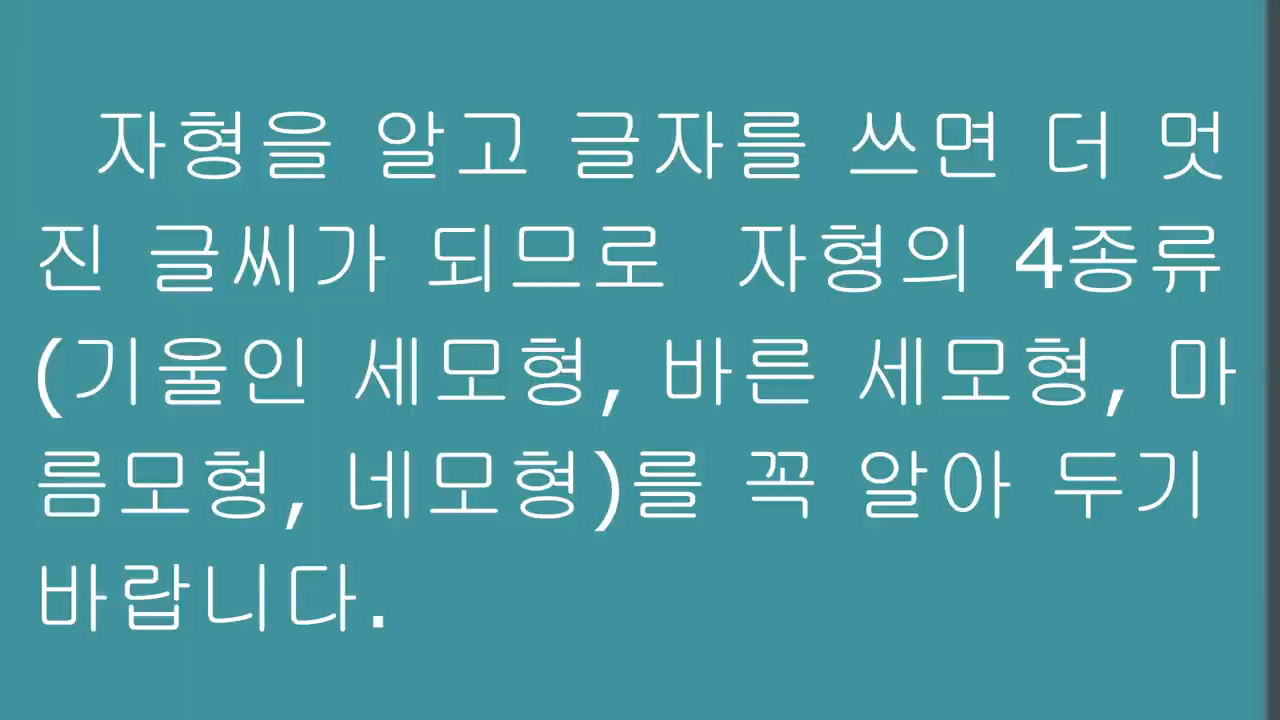 자형을 알고 글자를 쓰면 더 멋
진 글씨가 되므로 자형의 4종류
(기울인 세모형, 바른 세모형, 마
름모형, 네모형)를 꼭 알아 두기
바랍니다.